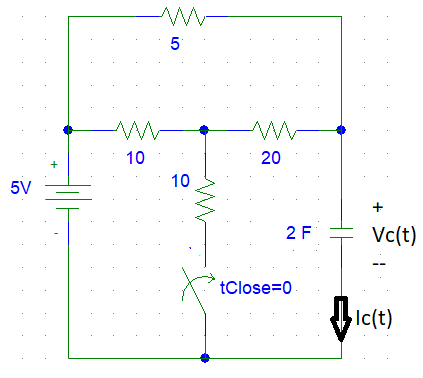 5
10
20
+
10
5V
-
+
2 F
Vc(t)
--
tClose=0
Ic(t)